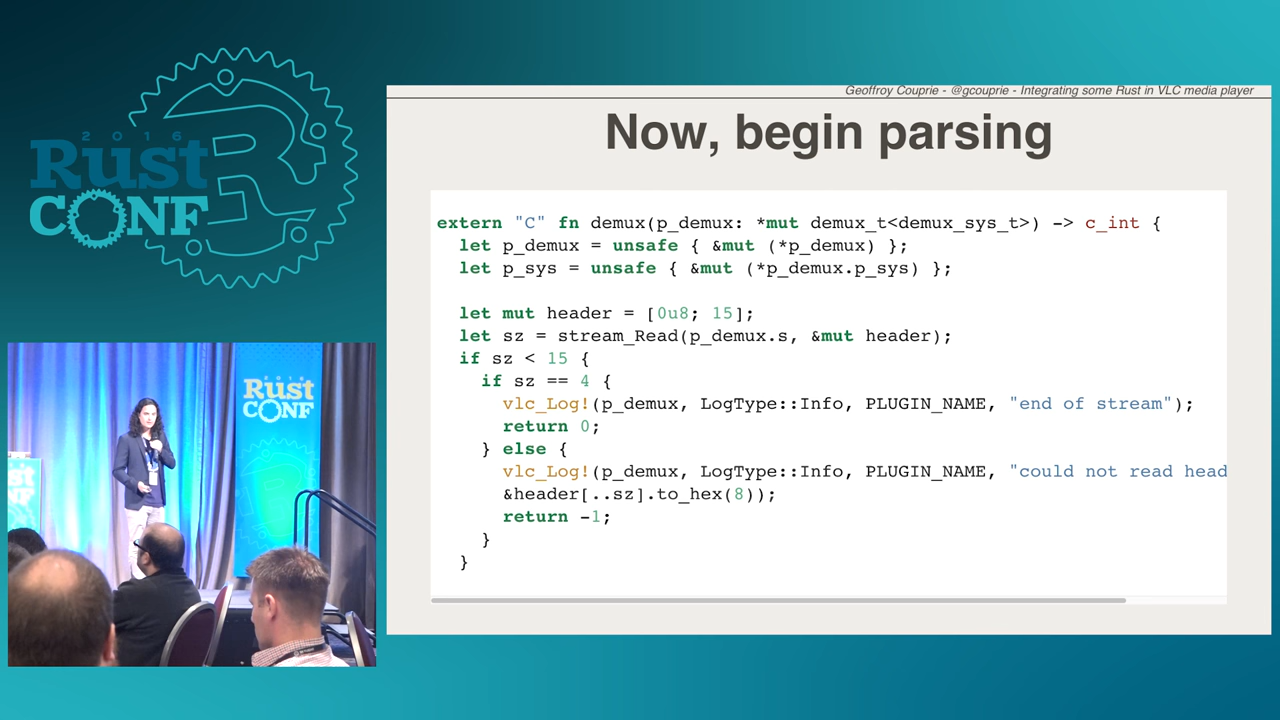 2016
Rust
CONF
Geoffroy Couprie - @gcouprie - Integrating some Rust in VLC media player
Now, begin parsing
extern "C" fn demux(p_demux: *mut demux_t<demux_sys_t>) -> c_int {
  let p_demux = unsafe { &mut (*p_demux) };
  let p_sys = unsafe { &mut (*p_demux.p_sys) };
  let mut header = [0u8; 15];
  let sz = stream_Read(p_demux.s, &mut header);
  if sz < 15 {
    if sz == 4 {
      vlc_Log!(p_demux, LogType::Info, PLUGIN_NAME, "end of stream");
      return 0;
    } else {
      vlc_Log!(p_demux, LogType::Info, PLUGIN_NAME, "could not read head
      &header[..sz].to_hex(8));
      return -1;
    }
  }
2016
Rust
CONF